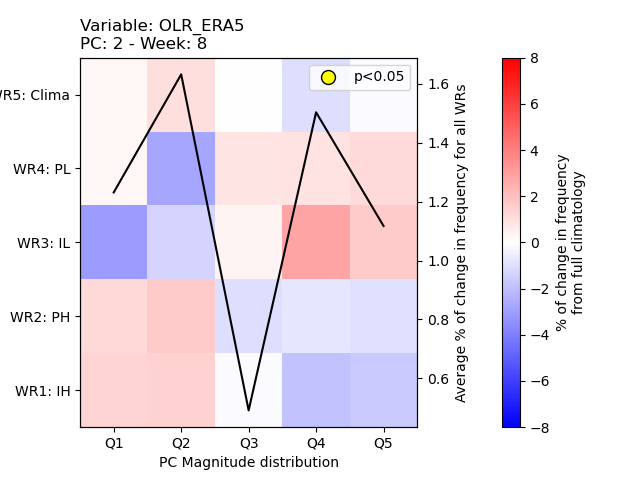 Variable: OLR_ERA5
PC: 2 - Week: 8
p<0.05
WR5: Clima
WR4: PL
WR3: IL
WR2: PH
WR1: IH
Q1 Q2 Q3 Q4 Q5
PC Magnitude distribution
1.6
1.4
1.2
1.0
0.8
0.6
Average % of change in frequency for all WRs
8
6
4
2
0
−2
−4
−6
−8
% of change in frequency
from full climatology